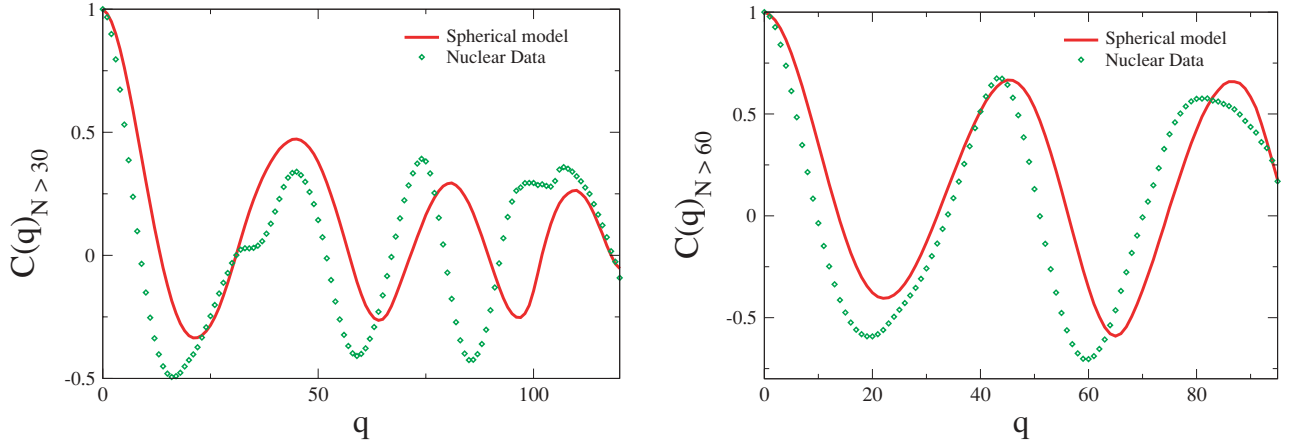 C(q)N > 30
1
0.5
0
-0.5
Spherical model
Nuclear Data
0
50
100
q
C(q)N > 60
1
0.5
0
-0.5
Spherical model
Nuclear Data
0
20
40
60
80
q